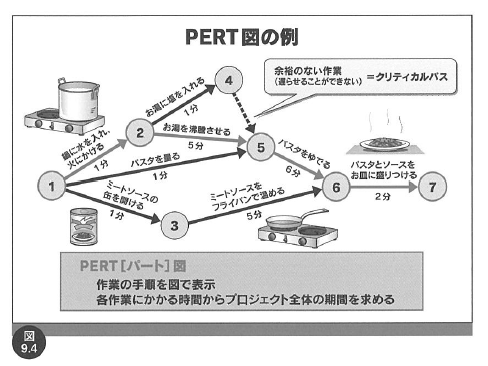 PERT図の例
4
余裕のない作業
(遅らせることができない)
＝クリティカルパス
お湯に塩を入れる
1分
鍋に水を入れ、
火にかける
1分
2
お湯を沸騰させる
5分
5
パスタをゆでる
6分
パスタとソースを
お皿に盛りつける
2分
パスタを量る
1分
1
ミートソースの
缶を開ける
1分
3
ミートソースを
フライパンで温める
5分
6
7
PERT［パート］図
作業の手順を図で表示
各作業にかかる時間からプロジェクト全体の期間を求める
図
9.4